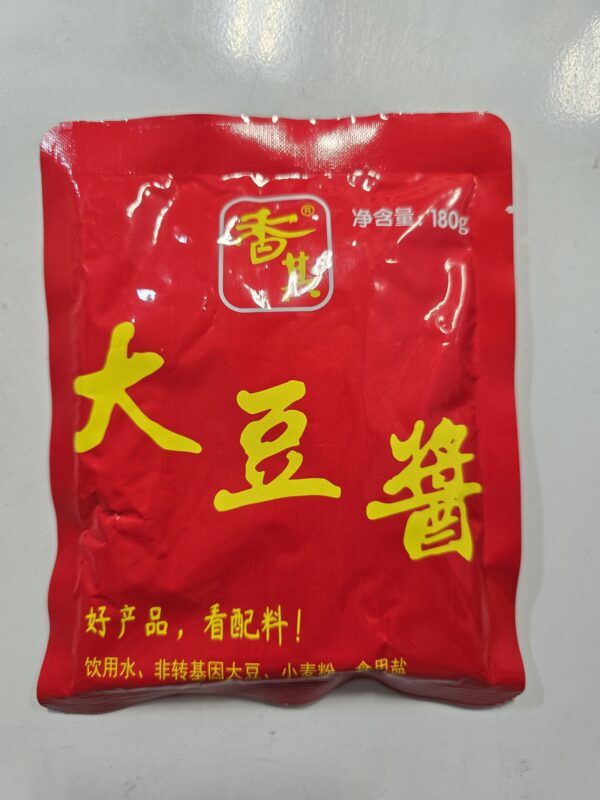 香其®
净含量:180g
大豆酱
好产品，看配料！
饮用水、非转基因大豆、小麦粉、食用盐